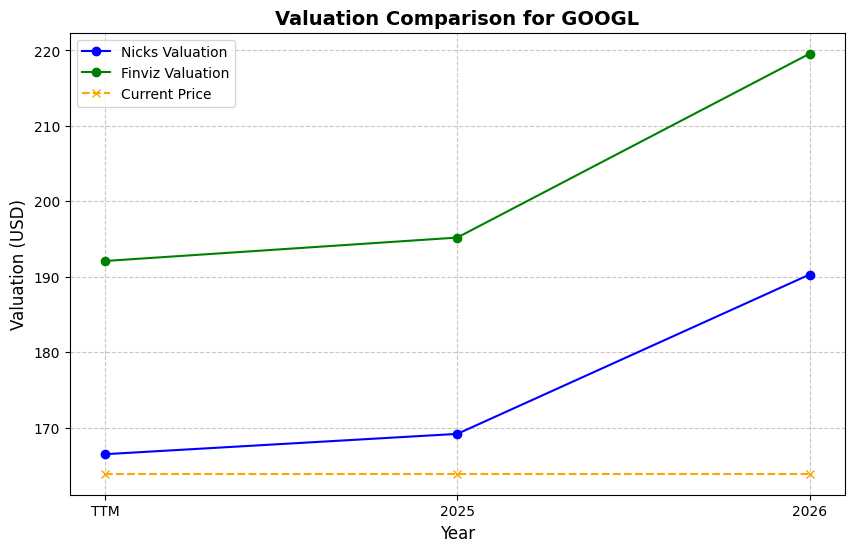 Valuation Comparison for GOOGL
Nicks Valuation
Finviz Valuation
Current Price
Valuation (USD)
220
210
200
190
180
170
TTM
2025
2026
Year